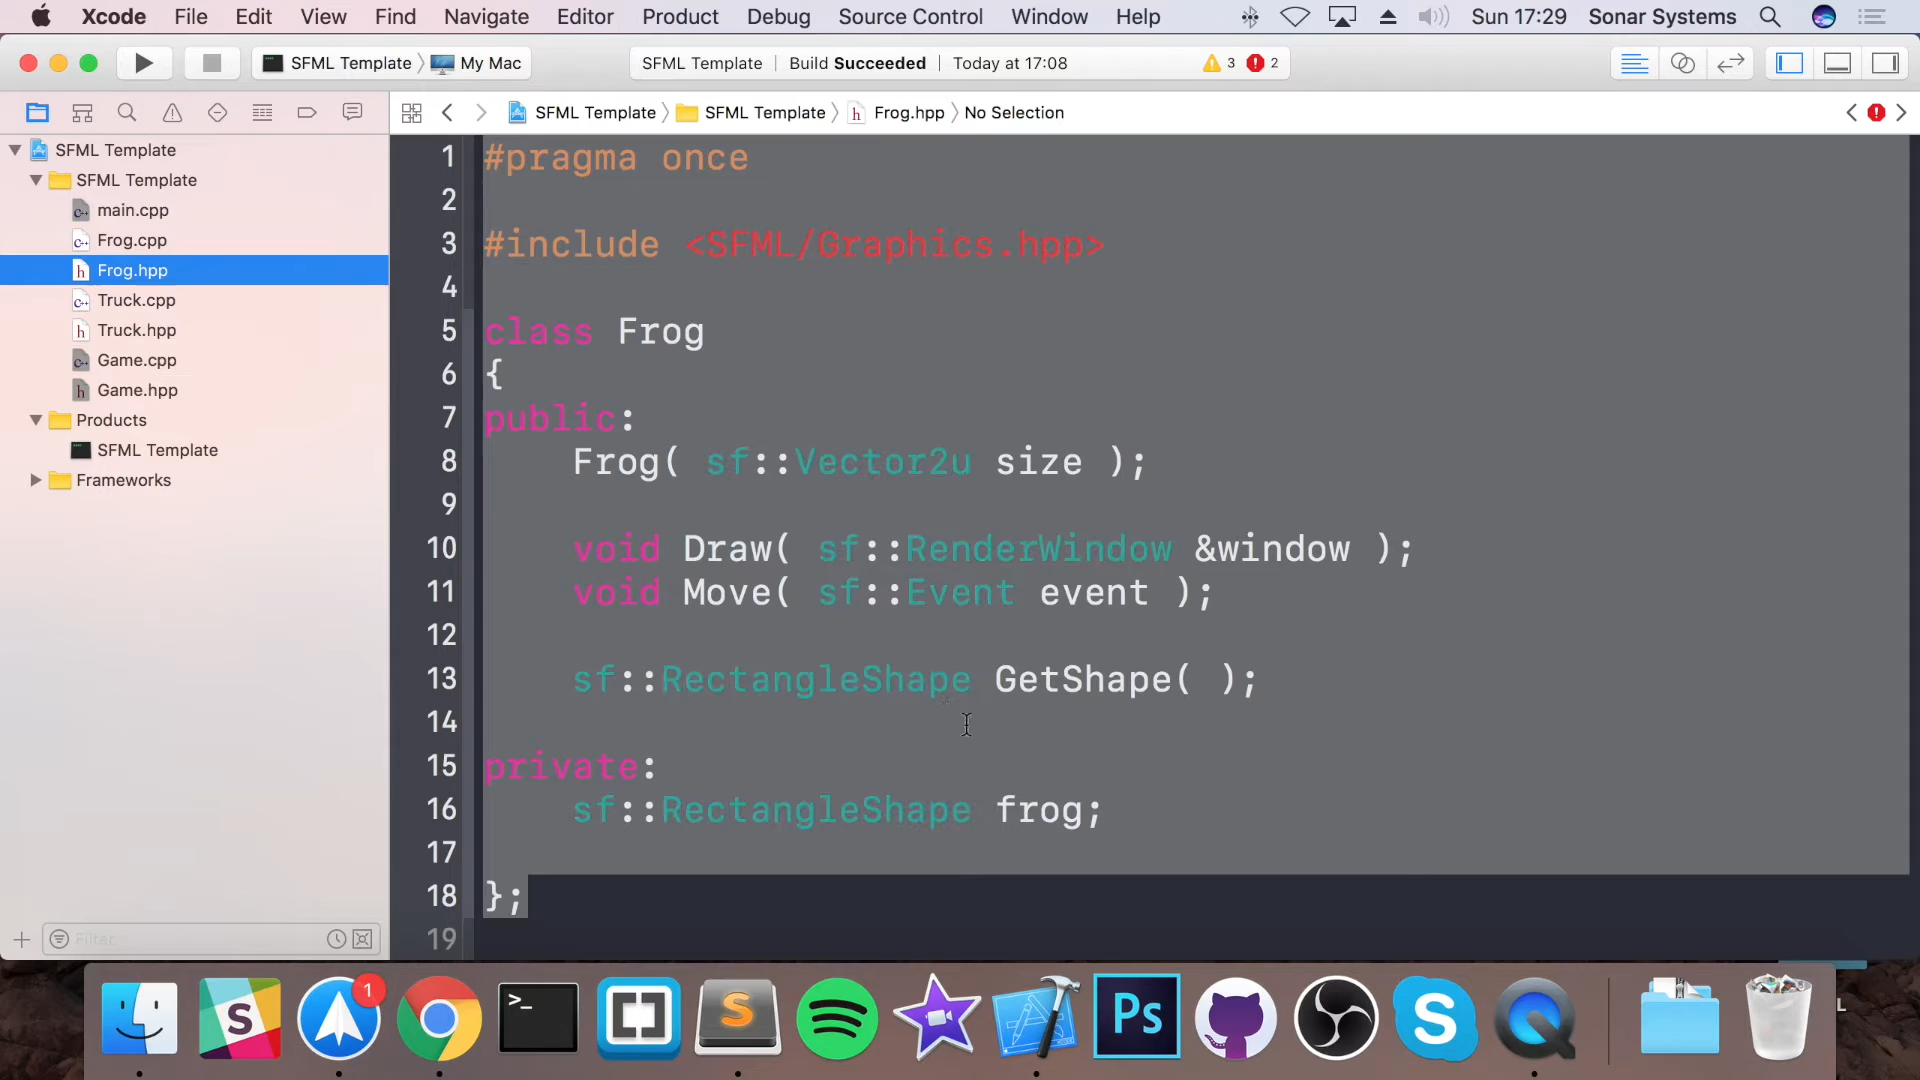 Xcode File Edit View Find Navigate Editor Product Debug Source Control Window Help Sun 17:29 Sonar Systems
SFML Template My Mac SFML Template Build Succeeded Today at 17:08 3 2
SFML Template SFML Template Frog.hpp No Selection
SFML Template
SFML Template
main.cpp
Frog.cpp
Frog.hpp
Truck.cpp
Truck.hpp
Game.cpp
Game.hpp
Products
SFML Template
Frameworks
Filter
1 #pragma once
2
3 #include <SFML/Graphics.hpp>
4
5 class Frog
6 {
7 public:
8 Frog( sf::Vector2u size );
9
10 void Draw( sf::RenderWindow &window );
11 void Move( sf::Event event );
12
13 sf::RectangleShape GetShape( );
14
15 private:
16 sf::RectangleShape frog;
17
18 };
19
S 1 >_ S Ps S
L